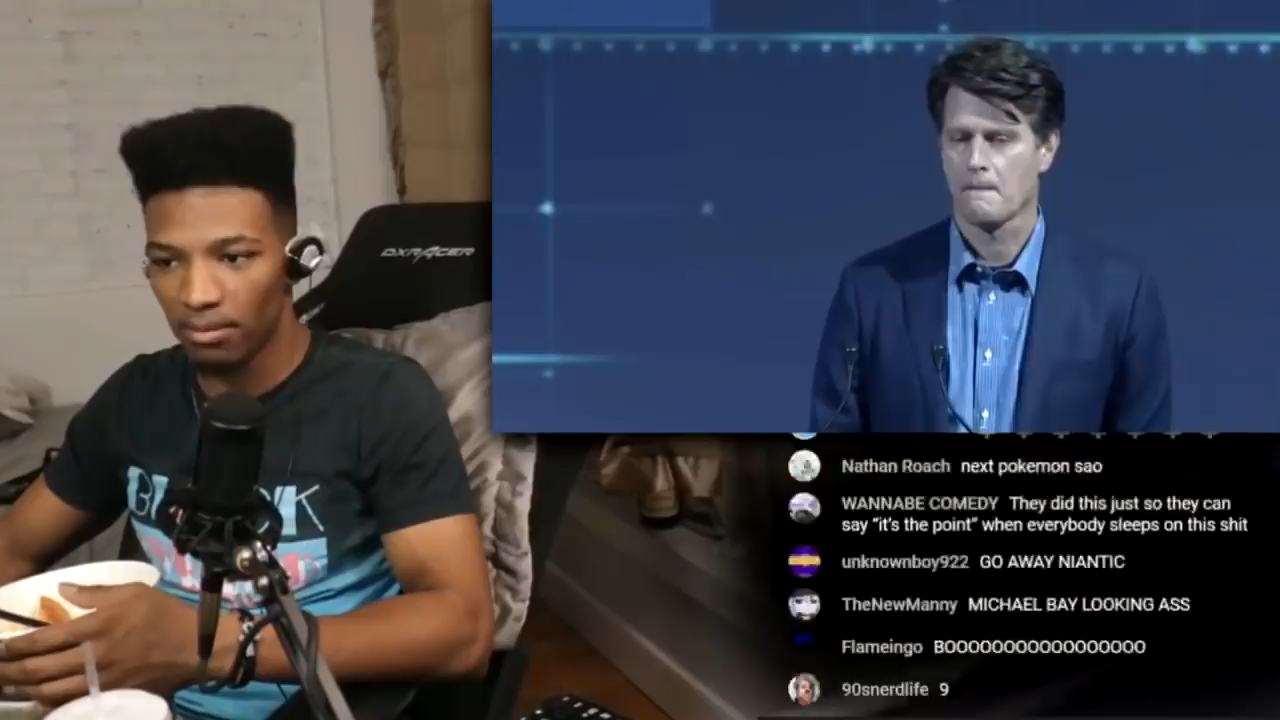 DXRACER
Nathan Roach next pokemon sao
WANNABE COMEDY They did this just so they can
say “it’s the point” when everybody sleeps on this shit
unknownboy922 GO AWAY NIANTIC
TheNewManny MICHAEL BAY LOOKING ASS
Flameingo BOOOOOOOOOOOOOOOOO
90snerdlife 9